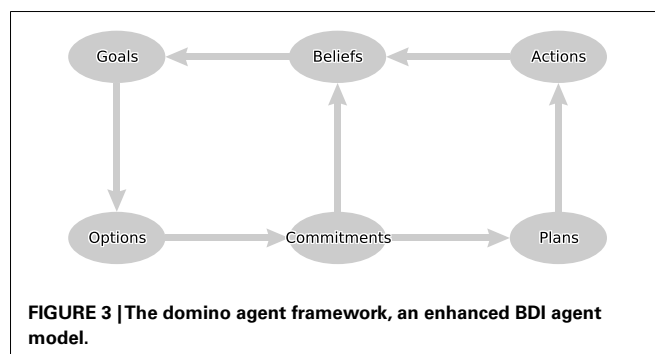 Goals Beliefs Actions
Options Commitments Plans
FIGURE 3 | The domino agent framework, an enhanced BDI agent
model.